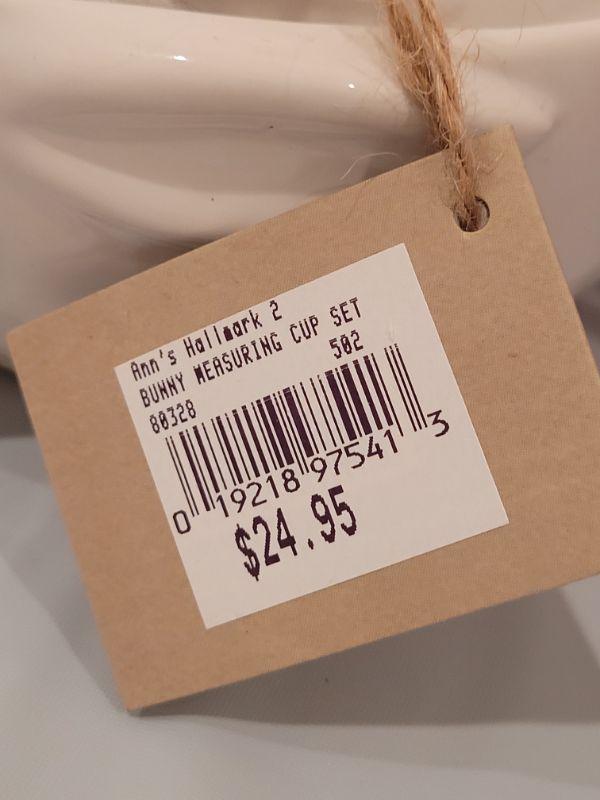 Ann's Hallmark 2
BUNNY MEASURING CUP SET
80328 502
0 19218 97541 3
$24.95